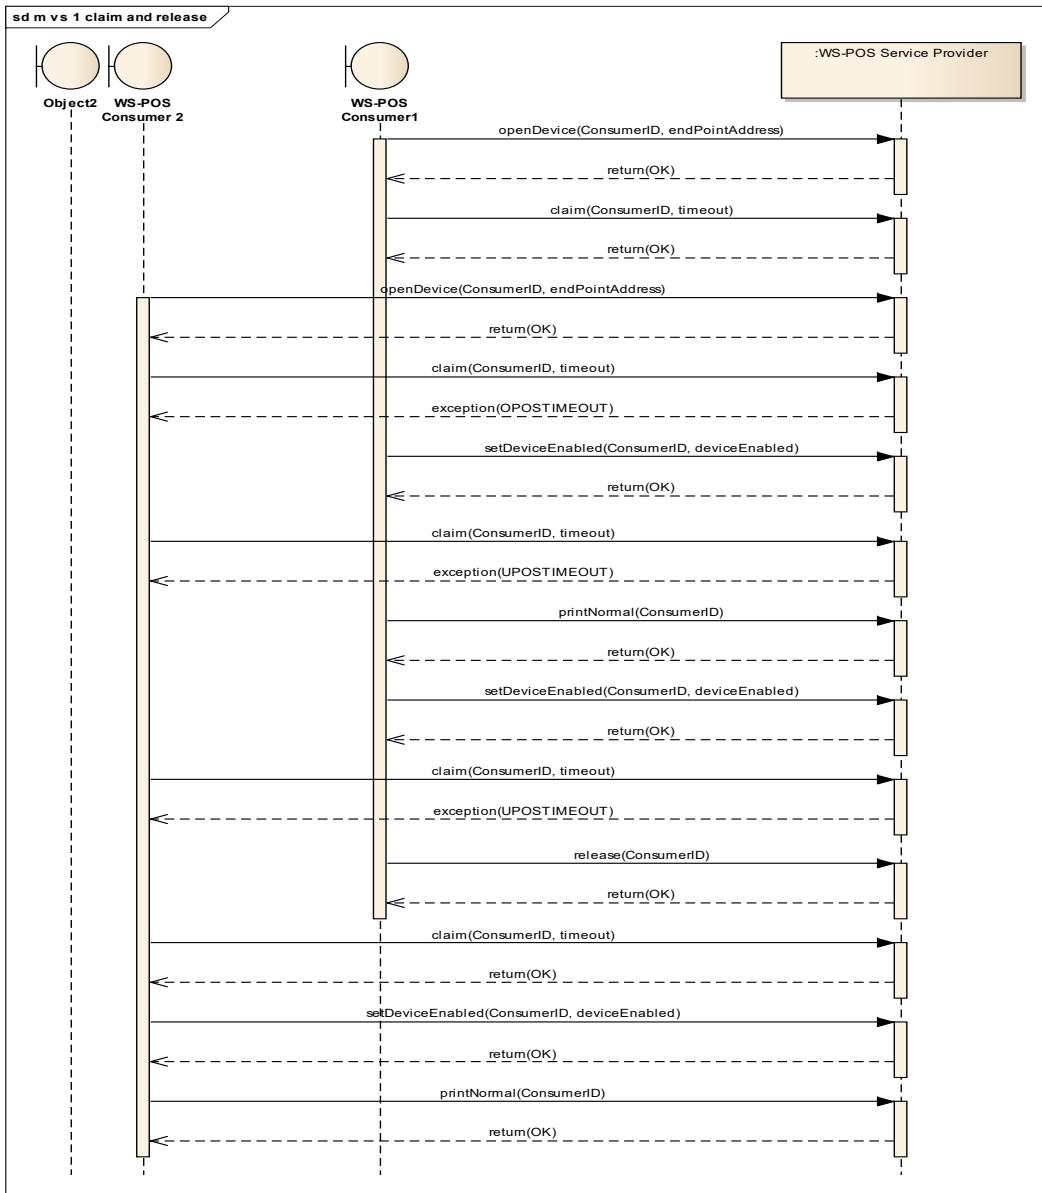 sd m v s 1 claim and release
Object2
WS-POS
Consumer 2
WS-POS
Consumer1
:WS-POS Service Provider
openDevice(ConsumerID, endPointAddress)
return(OK)
claim(ConsumerID, timeout)
return(OK)
openDevice(ConsumerID, endPointAddress)
return(OK)
claim(ConsumerID, timeout)
exception(OPOSTIMEOUT)
setDeviceEnabled(ConsumerID, deviceEnabled)
return(OK)
claim(ConsumerID, timeout)
exception(UPOSTIMEOUT)
printNormal(ConsumerID)
return(OK)
setDeviceEnabled(ConsumerID, deviceEnabled)
return(OK)
claim(ConsumerID, timeout)
exception(UPOSTIMEOUT)
release(ConsumerID)
return(OK)
claim(ConsumerID, timeout)
return(OK)
setDeviceEnabled(ConsumerID, deviceEnabled)
return(OK)
printNormal(ConsumerID)
return(OK)